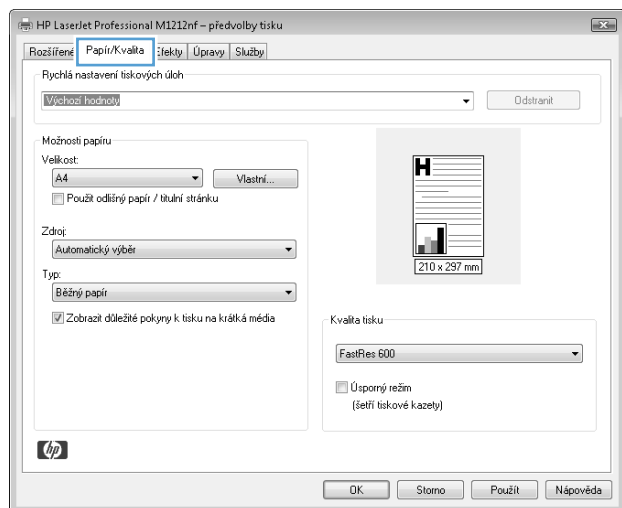 HP LaserJet Professional M1212nf – předvolby tisku
Rozšířené Papír/Kvalita Efekty Úpravy Služby
Rychlá nastavení tiskových úloh
Výchozí hodnoty Odstranit
Možnosti papíru
Velikost:
A4 Vlastní...
Použít odlišný papír / titulní stránku
Zdroj:
Automatický výběr
Typ:
Běžný papír
Zobrazit důležité pokyny k tisku na krátká média
H
210 x 297 mm
Kvalita tisku
FastRes 600
Úsporný režim
(šetří tiskové kazety)
hp
OK Storno Použít Nápověda